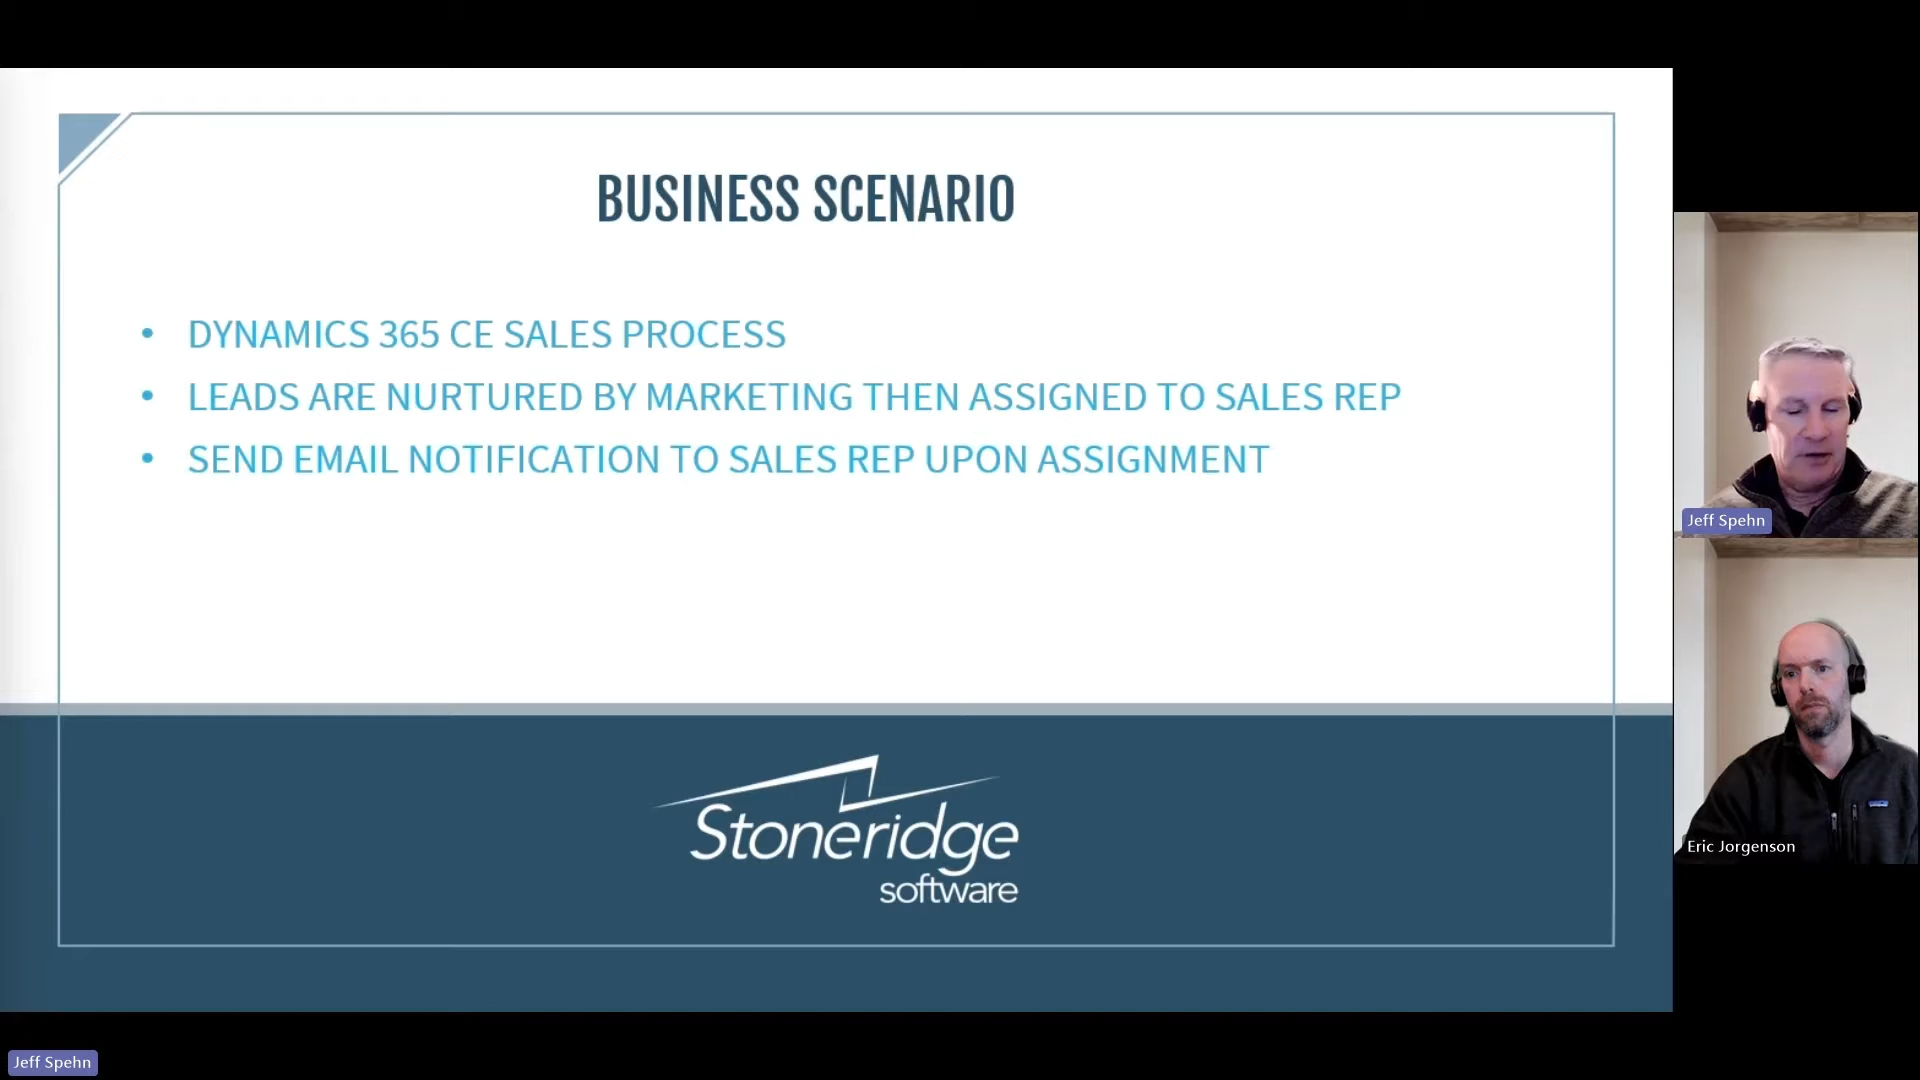 BUSINESS SCENARIO
• DYNAMICS 365 CE SALES PROCESS
• LEADS ARE NURTURED BY MARKETING THEN ASSIGNED TO SALES REP
• SEND EMAIL NOTIFICATION TO SALES REP UPON ASSIGNMENT
Stoneridge
software
Jeff Spehn
Eric Jorgenson
Jeff Spehn